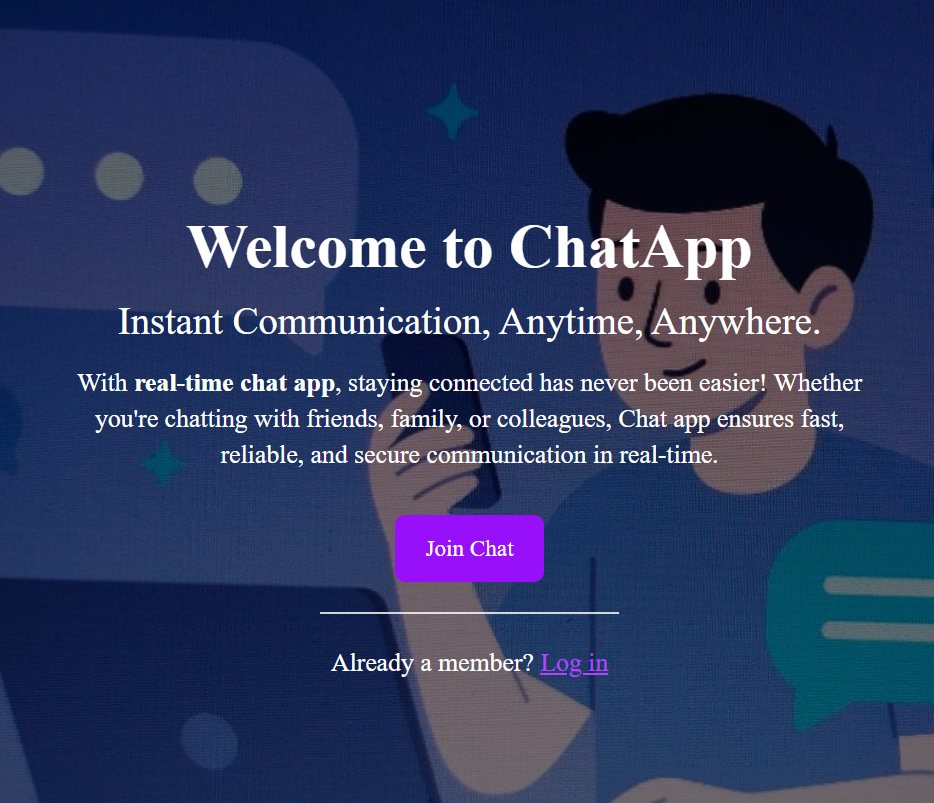 Welcome to ChatApp
Instant Communication, Anytime, Anywhere.
With real-time chat app, staying connected has never been easier! Whether
you're chatting with friends, family, or colleagues, Chat app ensures fast,
reliable, and secure communication in real-time.
Join Chat
Already a member? Log in